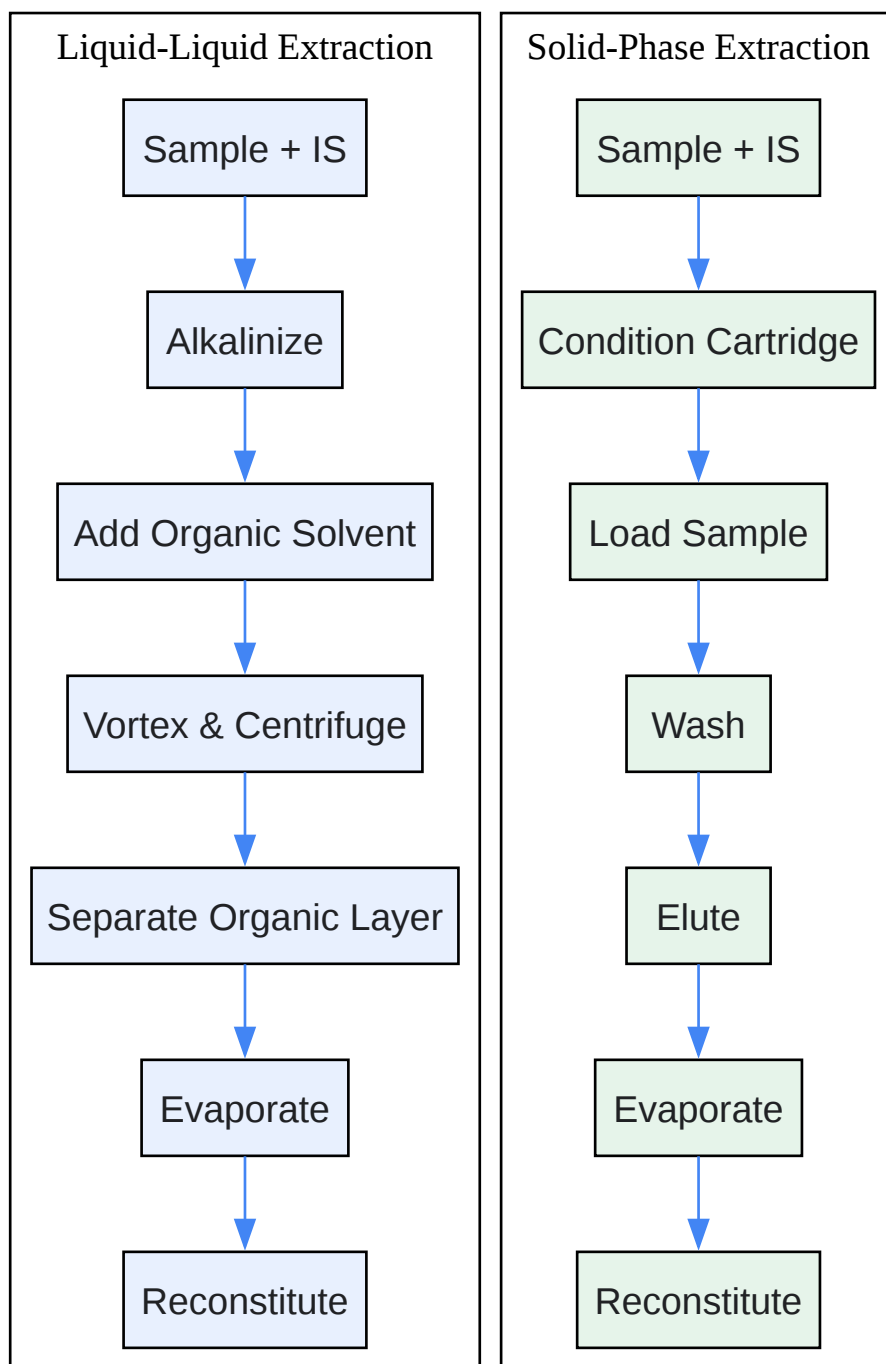 Liquid-Liquid Extraction
Sample + IS
Alkalinize
Add Organic Solvent
Vortex & Centrifuge
Separate Organic Layer
Evaporate
Reconstitute
Solid-Phase Extraction
Sample + IS
Condition Cartridge
Load Sample
Wash
Elute
Evaporate
Reconstitute